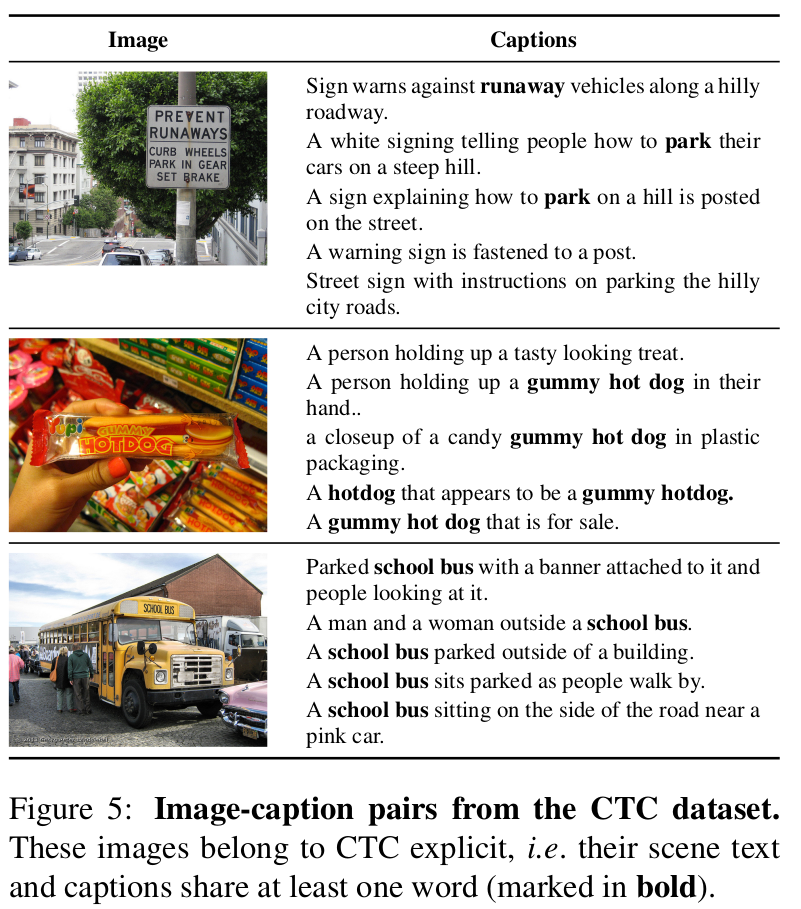 Image
Captions
PREVENT
RUNAWAYS
CURB WHEELS
PARK IN GEAR
SET BRAKE
Sign warns against runaway vehicles along a hilly
roadway.
A white signing telling people how to park their
cars on a steep hill.
A sign explaining how to park on a hill is posted
on the street.
A warning sign is fastened to a post.
Street sign with instructions on parking the hilly
city roads.
Yupi GUMMY
HOTDOG
A person holding up a tasty looking treat.
A person holding up a gummy hot dog in their
hand..
a closeup of a candy gummy hot dog in plastic
packaging.
A hotdog that appears to be a gummy hotdog.
A gummy hot dog that is for sale.
SCHOOL BUS
Parked school bus with a banner attached to it and
people looking at it.
A man and a woman outside a school bus.
A school bus parked outside of a building.
A school bus sits parked as people walk by.
A school bus sitting on the side of the road near a
pink car.
Figure 5: Image-caption pairs from the CTC dataset.
These images belong to CTC explicit, i.e. their scene text
and captions share at least one word (marked in bold).